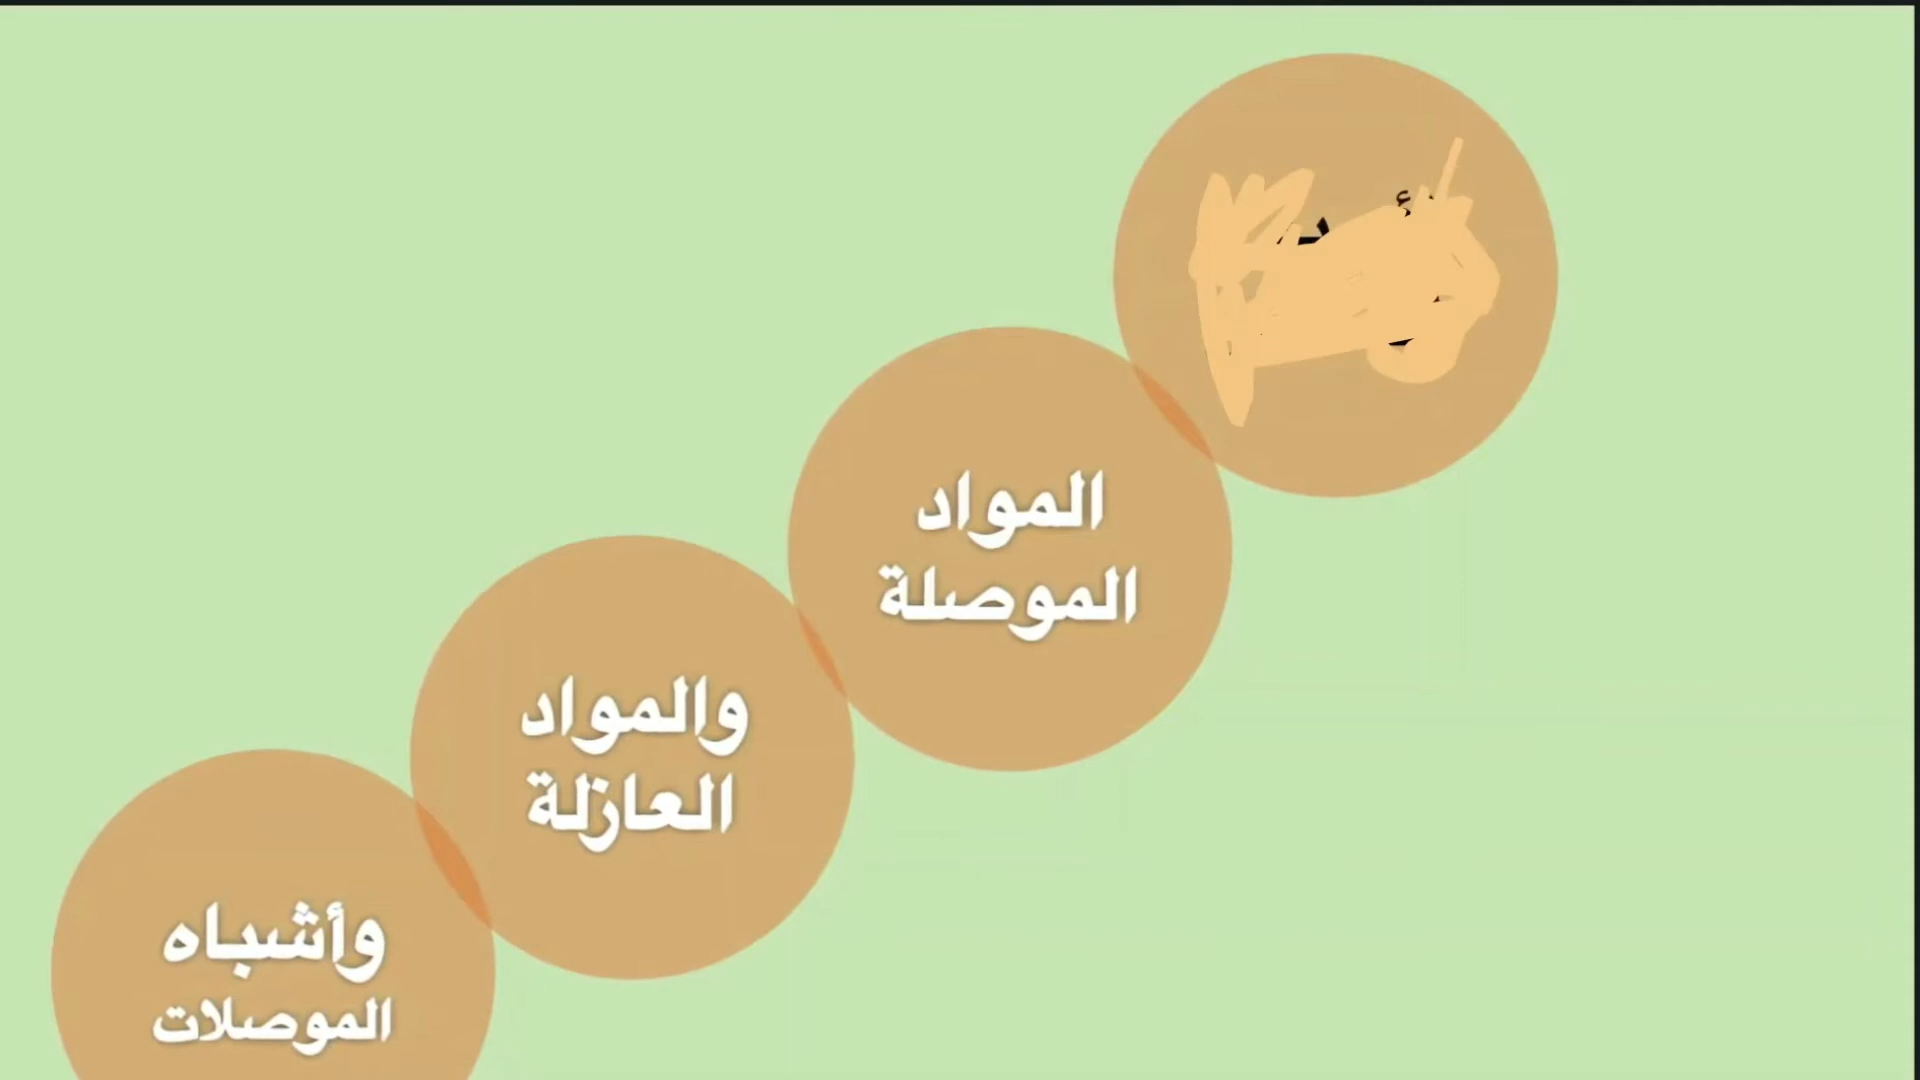 المواد
الموصلة
والمواد
العازلة
وأشباه
الموصلات